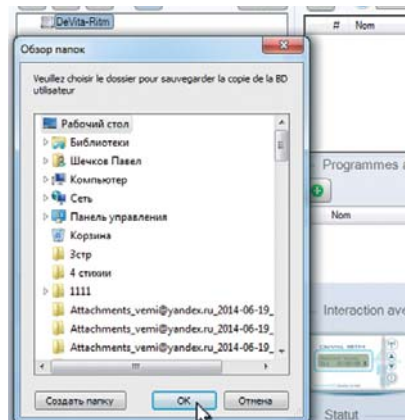 DeVita-Ritm
# Nom
Обзор папок
Veuillez choisir le dossier pour sauvegarder la copie de la BD
utilisateur
Рабочий стол
Библиотеки
Шечков Павел
Компьютер
Сеть
Панель управления
Корзина
3стр
4 стихии
1111
Attachments_vemi@yandex.ru_2014-06-19_
Attachments_vemi@yandex.ru_2014-06-19_
Attachments_vemi@yandex.ru_2014-06-19_
Создать папку
OK
Отмена
Programmes a
Nom
Interaction ave
Statut